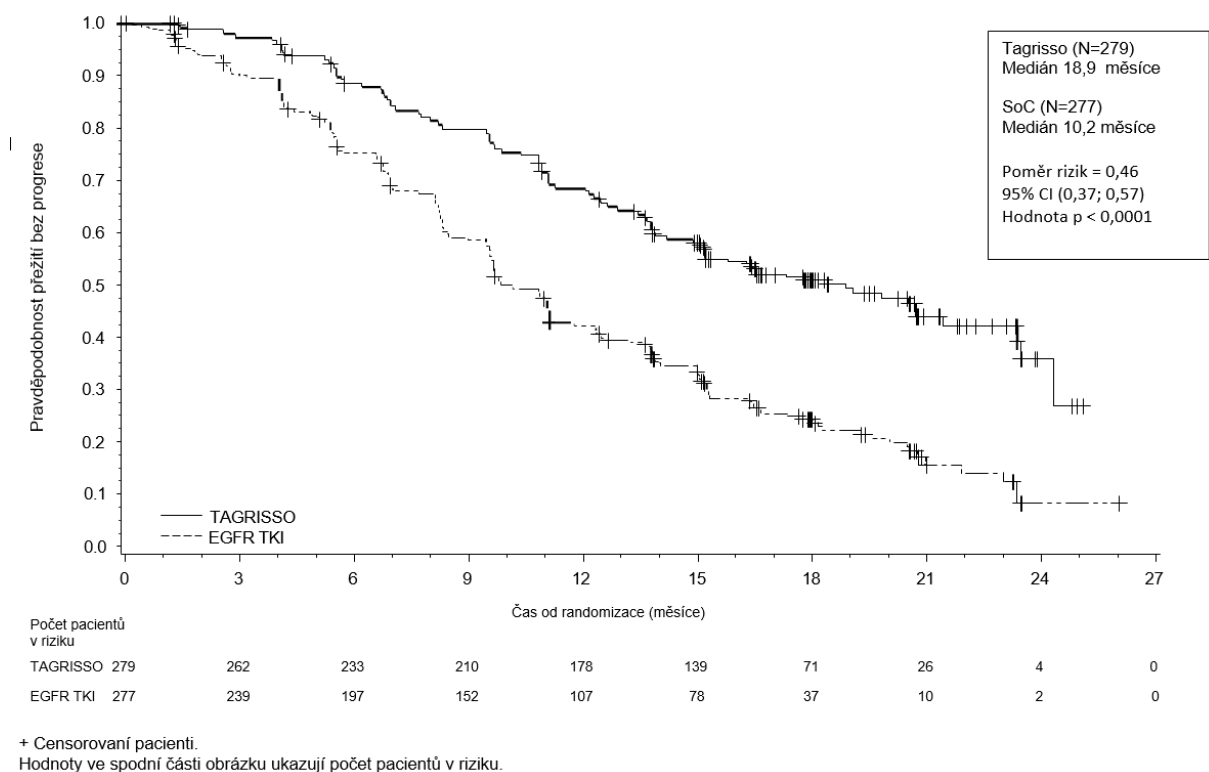 1.0
0.9
0.8
0.7
0.6
0.5
0.4
0.3
0.2
0.1
0.0
Pravděpodobnost přežití bez progrese
Tagrisso (N=279)
Medián 18,9 měsíce
SoC (N=277)
Medián 10,2 měsíce
Poměr rizik = 0,46
95% CI (0,37; 0,57)
Hodnota p < 0,0001
TAGRISSO
EGFR TKI
0 3 6 9 12 15 18 21 24 27
Čas od randomizace (měsíce)
Počet pacientů
v riziku
TAGRISSO 279 262 233 210 178 139 71 26 4 0
EGFR TKI 277 239 197 152 107 78 37 10 2 0
+ Censorovaní pacienti.
Hodnoty ve spodní části obrázku ukazují počet pacientů v riziku.